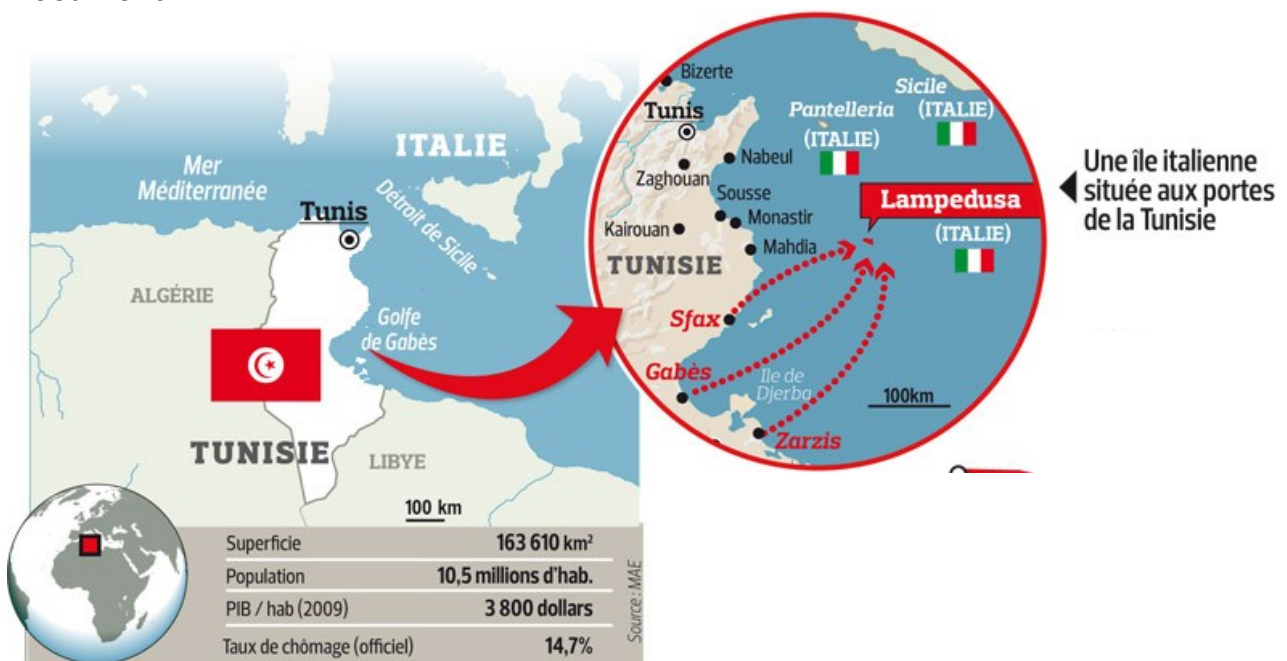 Mer
Méditerranée
ITALIE
Tunis
Détroit de Sicile
ALGÉRIE
Golfe
de Gabès
TUNISIE
LIBYE
100 km
Superficie 163 610 km²
Population 10,5 millions d'hab.
PIB / hab (2009) 3 800 dollars
Taux de chômage (officiel) 14,7%
Source : MAE
Bizerte
Tunis
Sicile
(ITALIE)
Pantelleria
(ITALIE)
Nabeul
Zaghouan
Sousse
Lampedusa
(ITALIE)
Monastir
Kairouan
Mahdia
TUNISIE
Sfax
Gabès
Ile de
Djerba
100km
Zarzis
Une île italienne
située aux portes
de la Tunisie